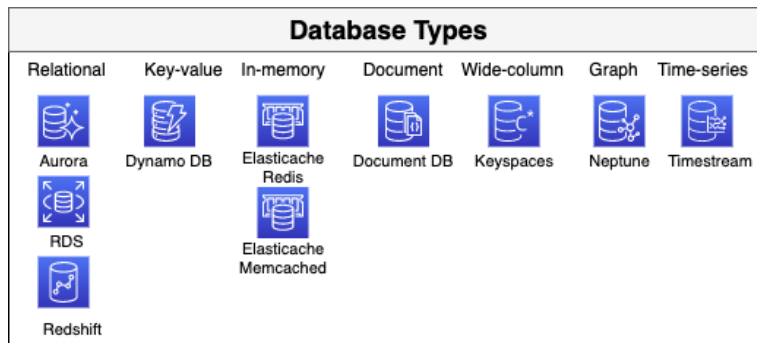 Database Types
Relational
Key-value
In-memory
Document
Wide-column
Graph
Time-series
Aurora
Dynamo DB
Elasticache
Redis
Document DB
Keyspaces
Neptune
Timestream
RDS
Elasticache
Memcached
Redshift